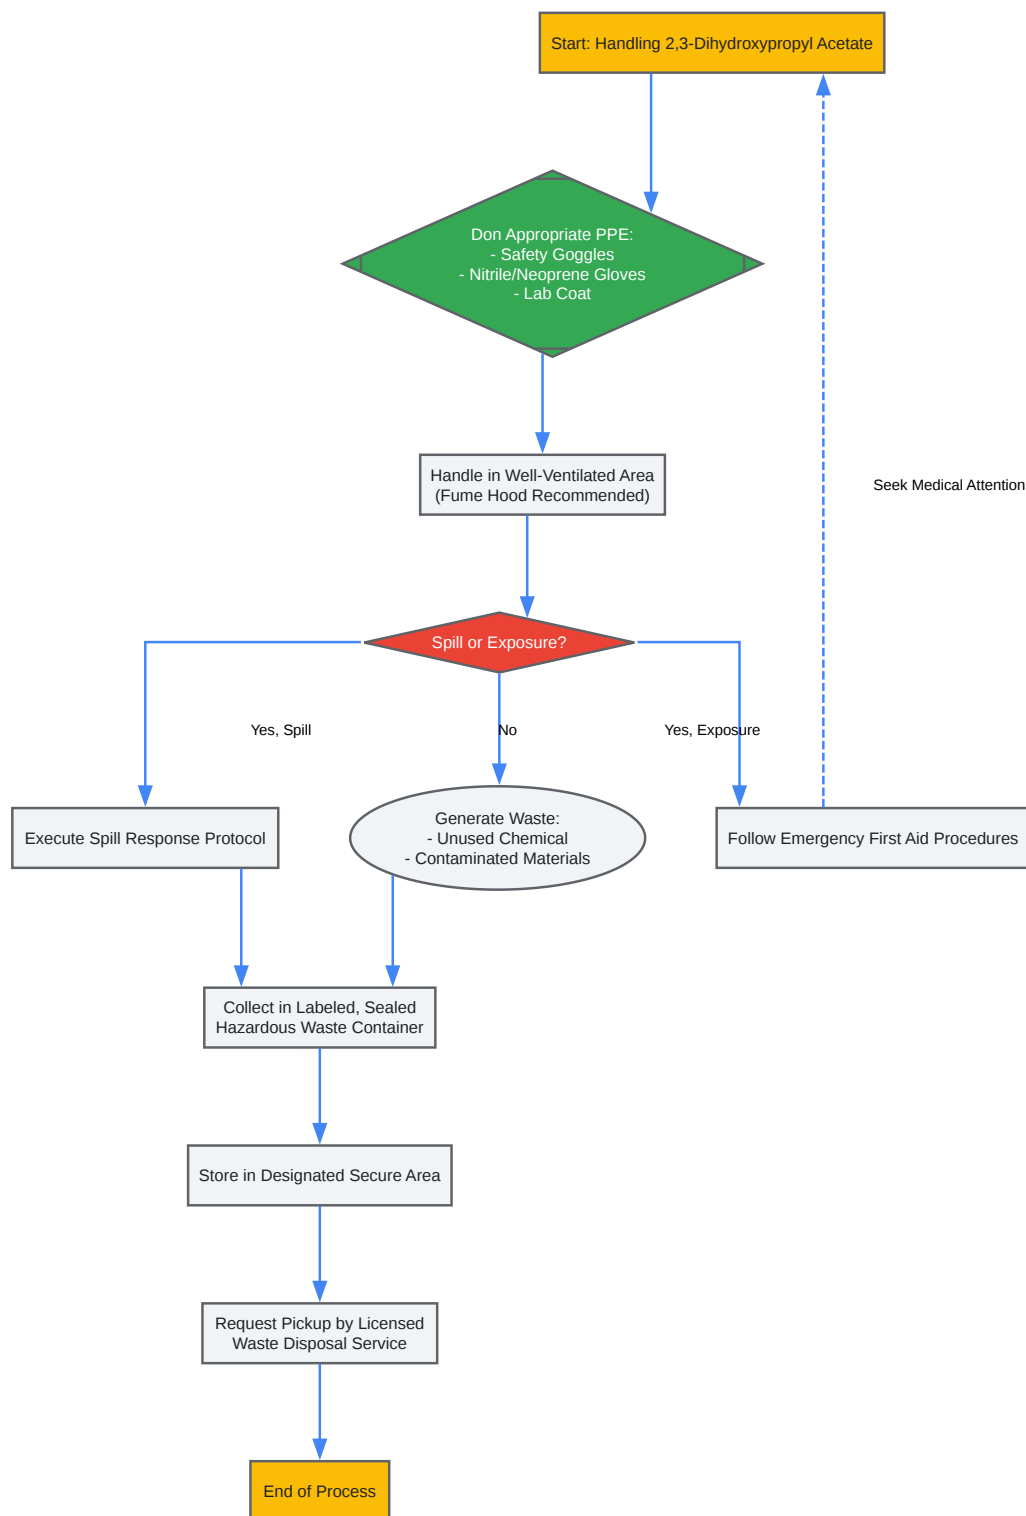 Start: Handling 2,3-Dihydroxypropyl Acetate
Don Appropriate PPE:
- Safety Goggles
- Nitrile/Neoprene Gloves
- Lab Coat
Handle in Well-Ventilated Area
(Fume Hood Recommended)
Seek Medical Attention
Spill or Exposure?
Yes, Spill
No
Yes, Exposure
Execute Spill Response Protocol
Generate Waste:
- Unused Chemical
- Contaminated Materials
Follow Emergency First Aid Procedures
Collect in Labeled, Sealed
Hazardous Waste Container
Store in Designated Secure Area
Request Pickup by Licensed
Waste Disposal Service
End of Process